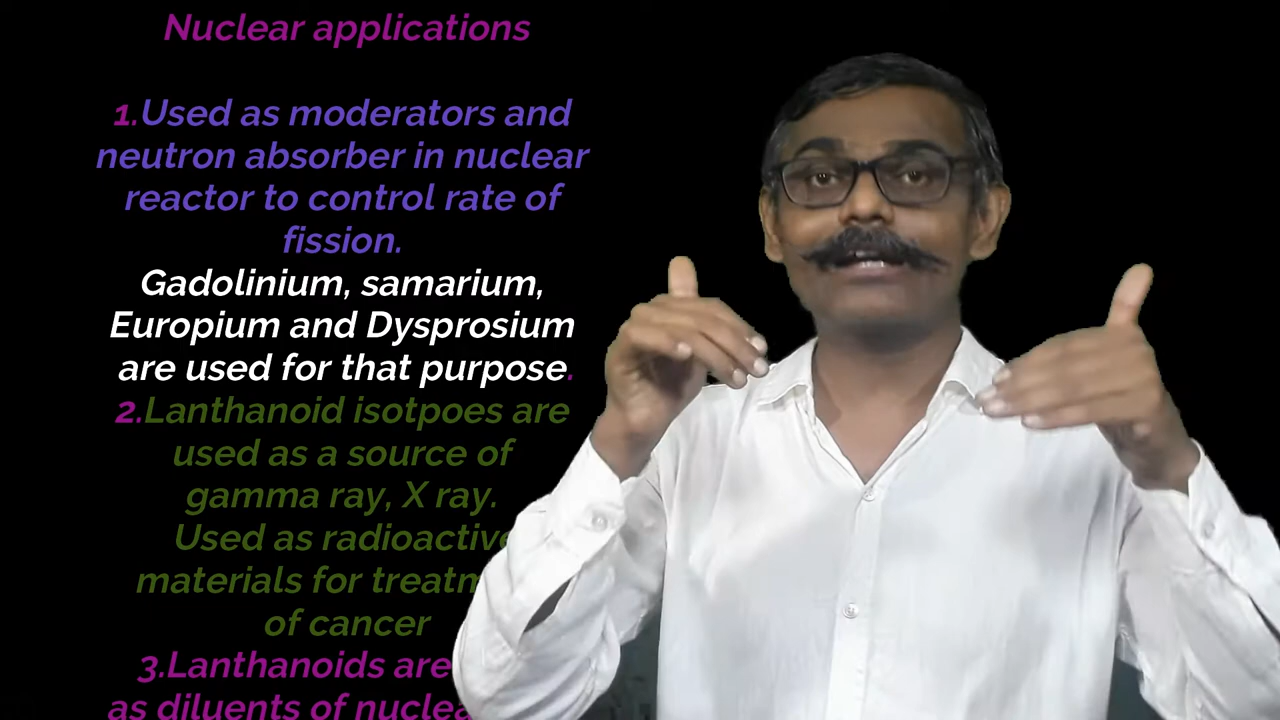 Nuclear applications
1.Used as moderators and
neutron absorber in nuclear
reactor to control rate of
fission.
Gadolinium, samarium,
Europium and Dysprosium
are used for that purpose.
2.Lanthanoid isotpoes are
used as a source of
gamma ray, X ray.
Used as radioactive
materials for
of cancer
3.Lanthanoids are
as diluents of